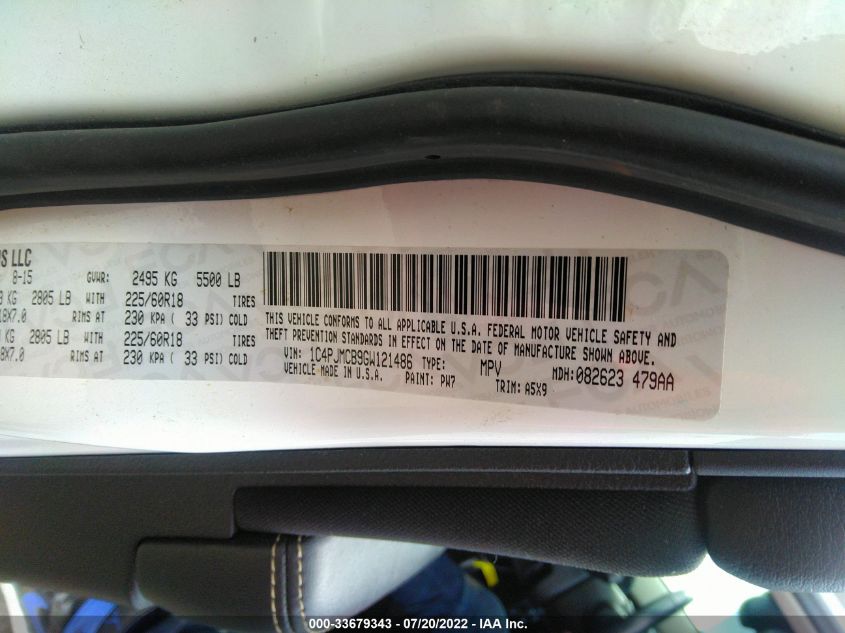 US LLC
8-15 GVWR: 2495 KG 5500 LB
KG 2805 LB WITH 225/60R18 TIRES
18X7.0 RIMS AT 230 KPA ( 33 PSI) COLD
KG 2805 LB WITH 225/60R18 TIRES
8X7.0 RIMS AT 230 KPA ( 33 PSI) COLD
THIS VEHICLE CONFORMS TO ALL APPLICABLE U.S.A. FEDERAL MOTOR VEHICLE SAFETY AND
THEFT PREVENTION STANDARDS IN EFFECT ON THE DATE OF MANUFACTURE SHOWN ABOVE.
VIN: 1C4PJMCB9GW121486 TYPE: MPV MDH: 082623 479AA
VEHICLE MADE IN U.S.A. PAINT: PW7 TRIM: A5X9
000-33679343 / 07/20/2022 - IAA Inc.